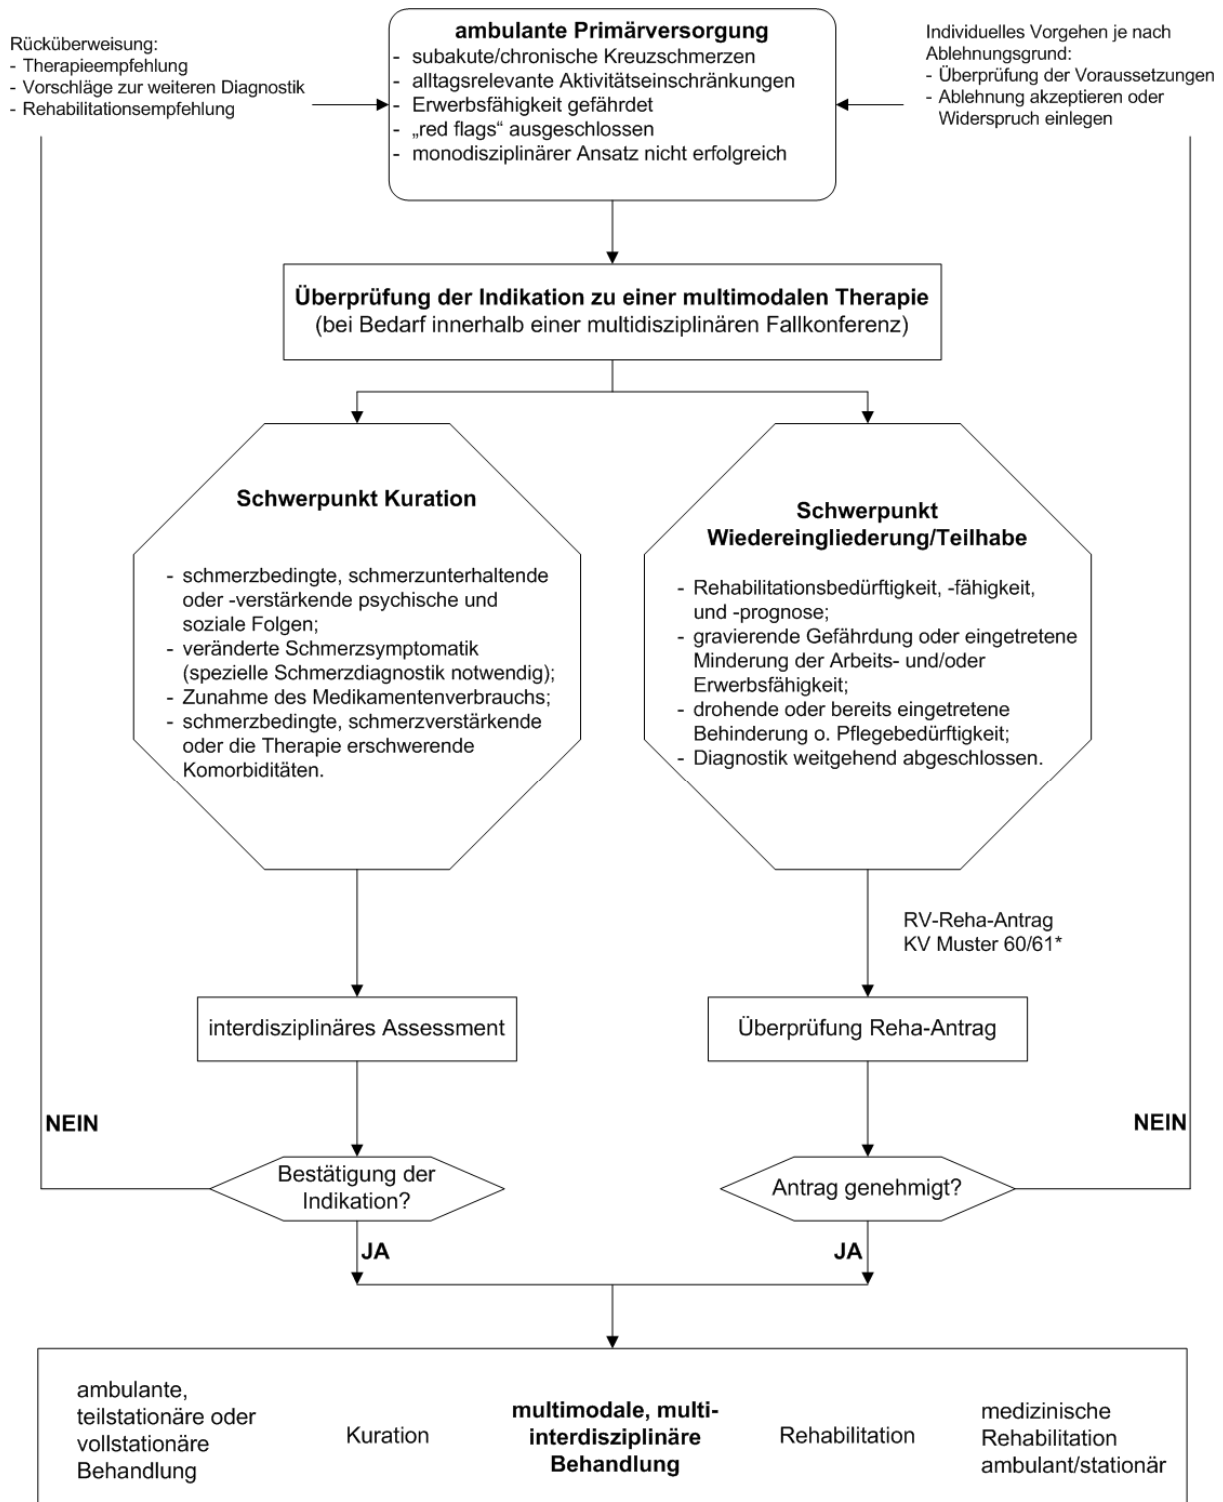 Rücküberweisung:
- Therapieempfehlung
- Vorschläge zur weiteren Diagnostik
- Rehabilitationsempfehlung
ambulante Primärversorgung
- subakute/chronische Kreuzschmerzen
- alltagsrelevante Aktivitätseinschränkungen
- Erwerbsfähigkeit gefährdet
- „red flags“ ausgeschlossen
- monodisziplinärer Ansatz nicht erfolgreich
Individuelles Vorgehen je nach
Ablehnungsgrund:
- Überprüfung der Voraussetzungen
- Ablehnung akzeptieren oder
Widerspruch einlegen
Überprüfung der Indikation zu einer multimodalen Therapie
(bei Bedarf innerhalb einer multidisziplinären Fallkonferenz)
Schwerpunkt Kuration
- schmerzbedingte, schmerzunterhaltende
oder -verstärkende psychische und
soziale Folgen;
- veränderte Schmerzsymptomatik
(spezielle Schmerzdiagnostik notwendig);
- Zunahme des Medikamentenverbrauchs;
- schmerzbedingte, schmerzverstärkende
oder die Therapie erschwerende
Komorbiditäten.
Schwerpunkt
Wiedereingliederung/Teilhabe
- Rehabilitationsbedürftigkeit, -fähigkeit,
und -prognose;
- gravierende Gefährdung oder eingetretene
Minderung der Arbeits- und/oder
Erwerbsfähigkeit;
- drohende oder bereits eingetretene
Behinderung o. Pflegebedürftigkeit;
- Diagnostik weitgehend abgeschlossen.
RV-Reha-Antrag
KV Muster 60/61*
interdisziplinäres Assessment
Überprüfung Reha-Antrag
NEIN
NEIN
Bestätigung der
Indikation?
Antrag genehmigt?
JA
JA
ambulante,
teilstationäre oder
vollstationäre
Behandlung
Kuration
multimodale, multi-
interdisziplinäre
Behandlung
Rehabilitation
medizinische
Rehabilitation
ambulant/stationär